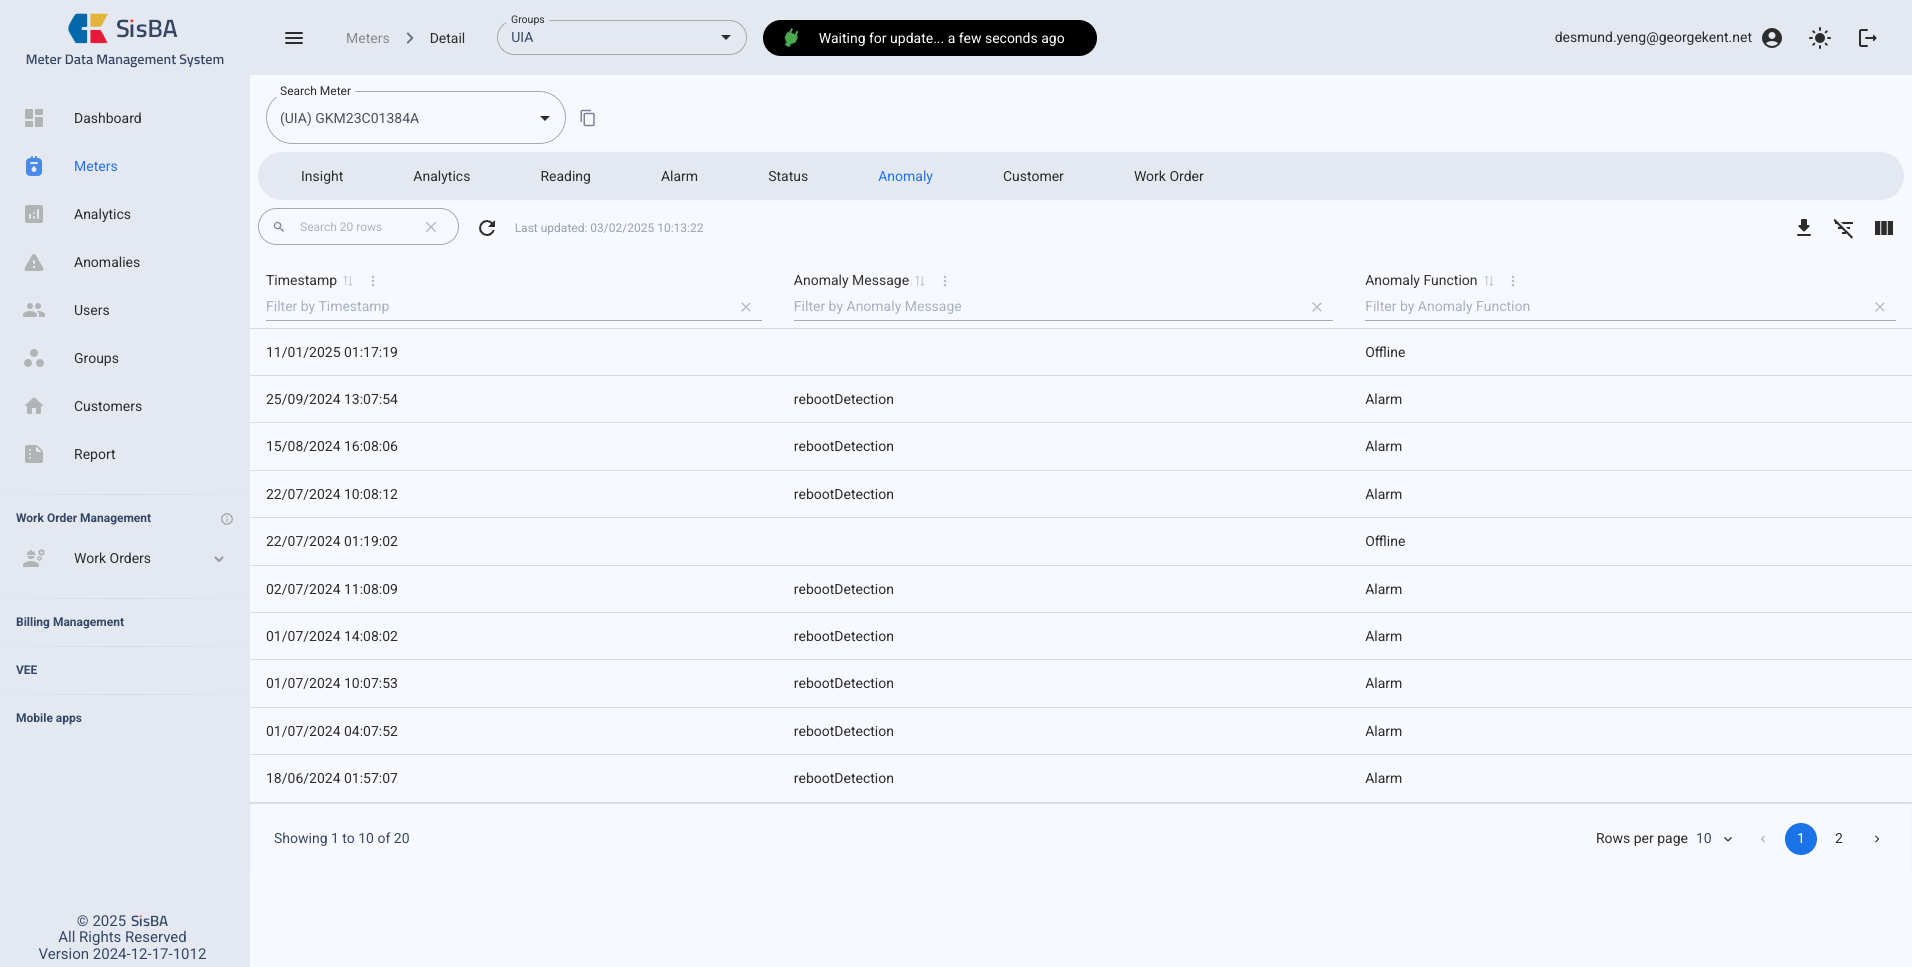 SisBA
Meter Data Management System
Meters
Detail
Groups
UIA
Waiting for update... a few seconds ago
desmund.yeng@georgekent.net
Dashboard
Meters
Analytics
Anomalies
Users
Groups
Customers
Report
Work Order Management
Work Orders
Billing Management
VEE
Mobile apps
© 2025 SisBA
All Rights Reserved
Version 2024-12-17-1012
Search Meter
(UIA) GKM23C01384A
Insight Analytics Reading Alarm Status Anomaly Customer Work Order
Search 20 rows
Last updated: 03/02/2025 10:13:22
Timestamp Anomaly Message Anomaly Function
Filter by Timestamp Filter by Anomaly Message Filter by Anomaly Function
11/01/2025 01:17:19 Offline
25/09/2024 13:07:54 rebootDetection Alarm
15/08/2024 16:08:06 rebootDetection Alarm
22/07/2024 10:08:12 rebootDetection Alarm
22/07/2024 01:19:02 Offline
02/07/2024 11:08:09 rebootDetection Alarm
01/07/2024 14:08:02 rebootDetection Alarm
01/07/2024 10:07:53 rebootDetection Alarm
01/07/2024 04:07:52 rebootDetection Alarm
18/06/2024 01:57:07 rebootDetection Alarm
Showing 1 to 10 of 20
Rows per page 10 1 2